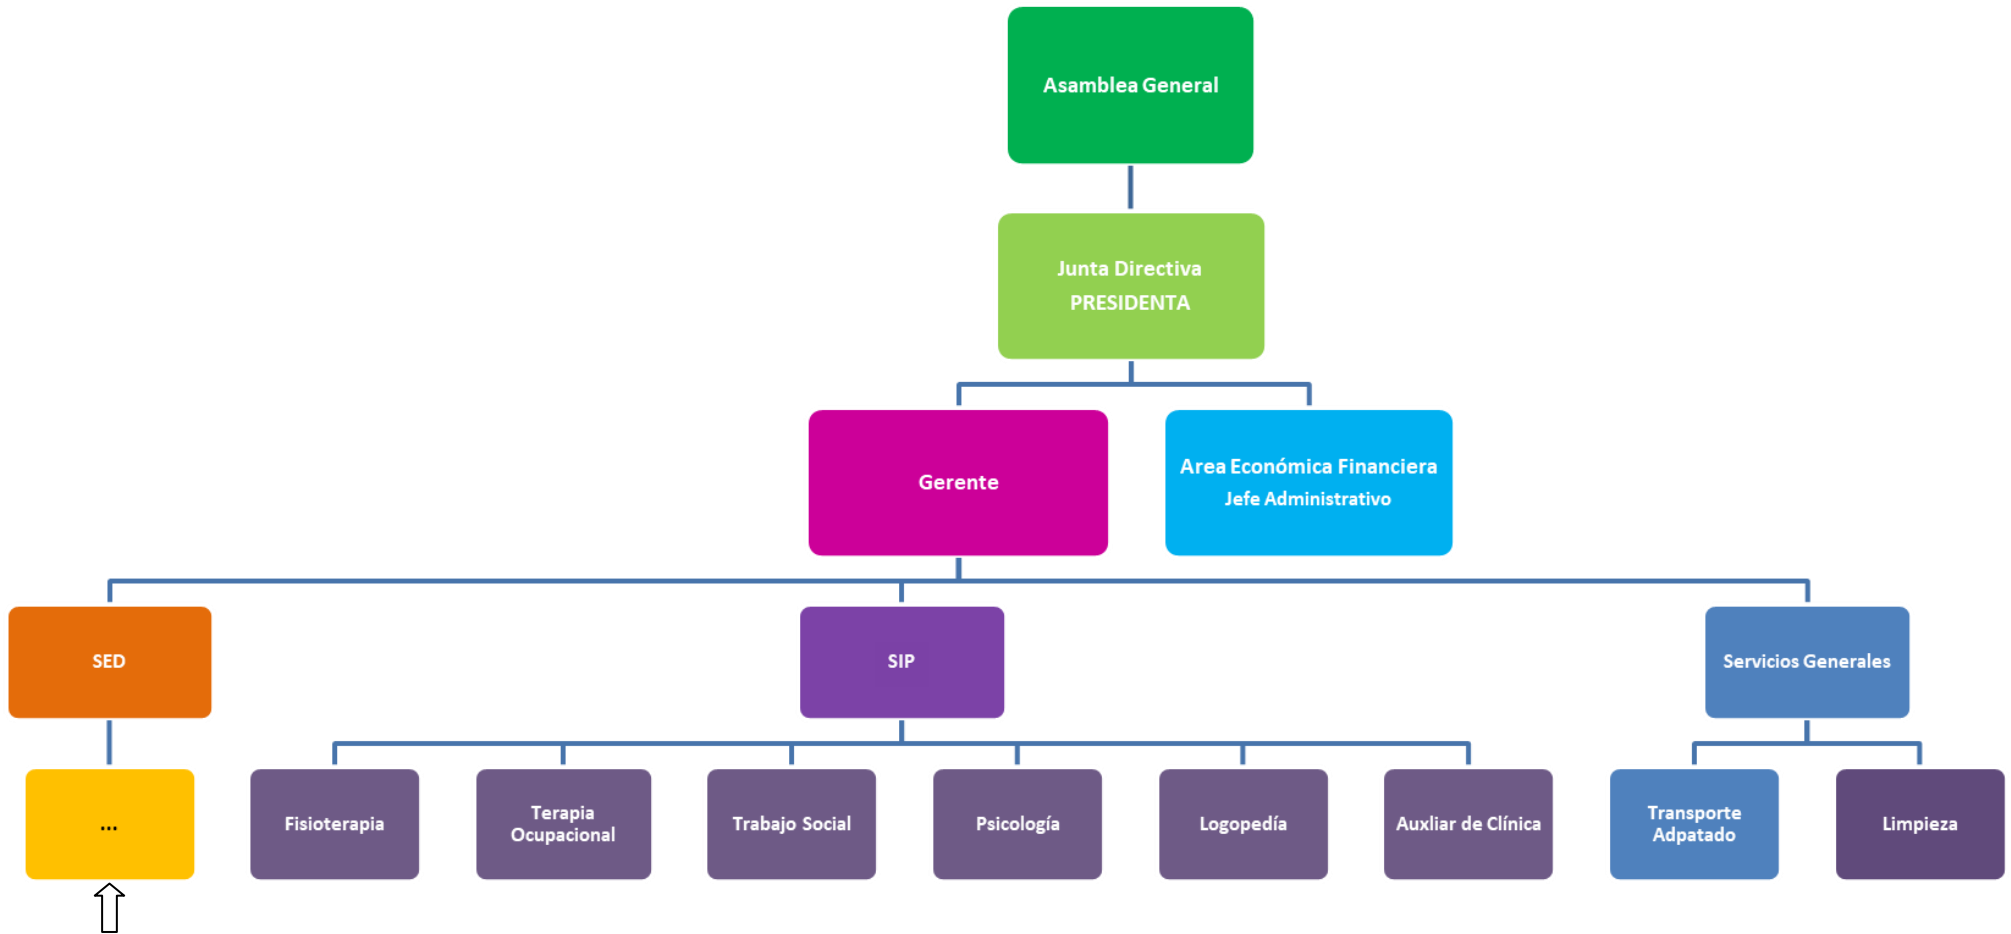 Asamblea General
Junta Directiva
PRESIDENTA
Gerente
Area Económica Financiera
Jefe Administrativo
SED
SIP
Servicios Generales
...
Fisioterapia
Terapia
Ocupacional
Trabajo Social
Psicología
Logopedía
Auxliar de Clínica
Transporte
Adpatado
Limpieza